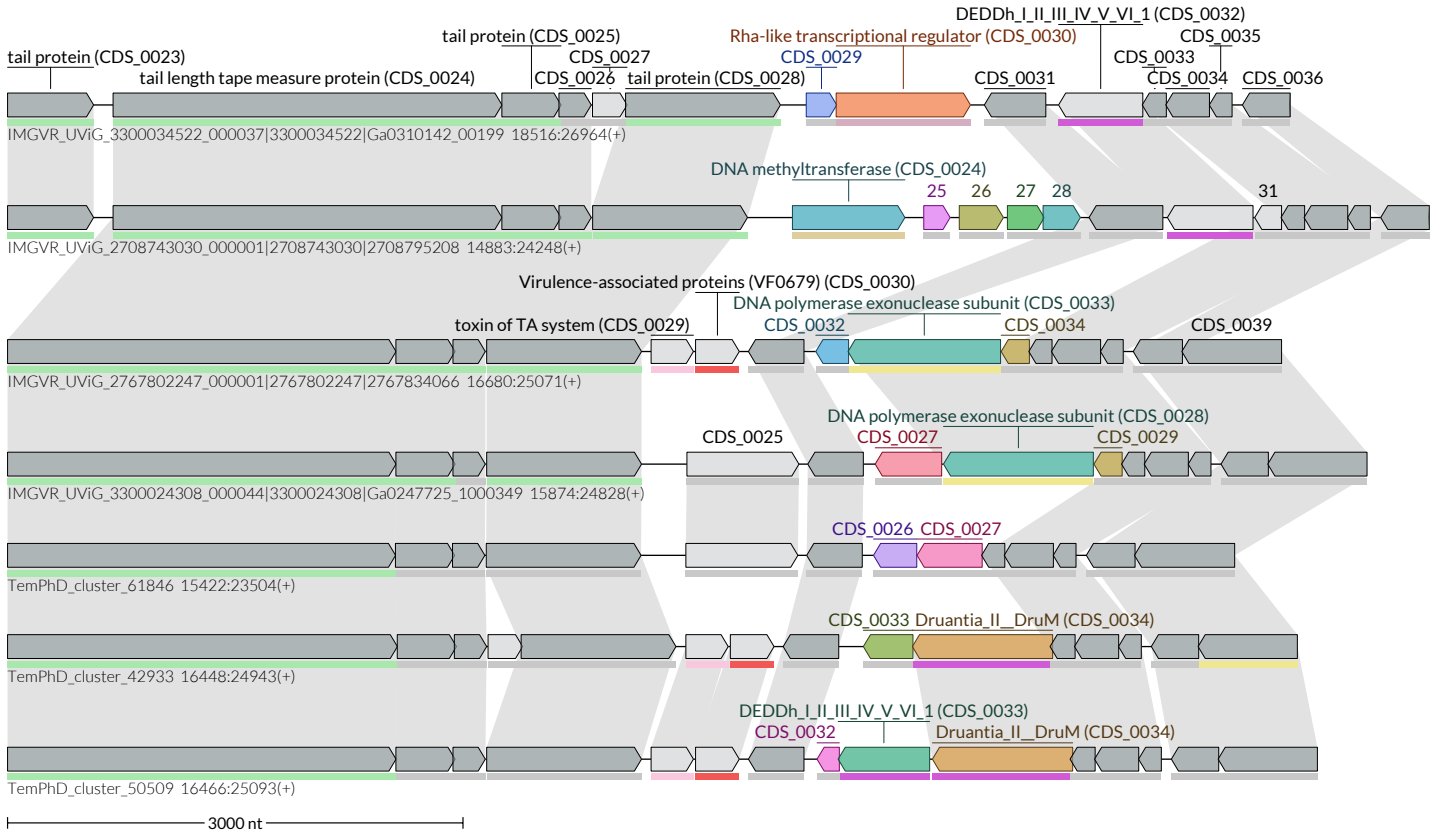 DEDDh_I_II_III_IV_V_VI_1 (CDS_0032)
tail protein (CDS_0025) Rha-like transcriptional regulator (CDS_0030) CDS_0035
tail protein (CDS_0023) CDS_0027 CDS_0029 CDS_0033
tail length tape measure protein (CDS_0024) CDS_0026 tail protein (CDS_0028) CDS_0031 CDS_0034 CDS_0036
IMGVR_UViG_3300034522_000037|3300034522|Ga0310142_00199 18516:26964(+)
DNA methyltransferase (CDS_0024)
25 26 27 28 31
IMGVR_UViG_2708743030_000001|2708743030|2708795208 14883:24248(+)
Virulence-associated proteins (VF0679) (CDS_0030)
DNA polymerase exonuclease subunit (CDS_0033)
toxin of TA system (CDS_0029) CDS_0032 CDS_0034 CDS_0039
IMGVR_UViG_2767802247_000001|2767802247|2767834066 16680:25071(+)
DNA polymerase exonuclease subunit (CDS_0028)
CDS_0025 CDS_0027 CDS_0029
IMGVR_UViG_3300024308_000044|3300024308|Ga0247725_1000349 15874:24828(+)
CDS_0026 CDS_0027
TemPhD_cluster_61846 15422:23504(+)
CDS_0033 Druantia_II__DruM (CDS_0034)
TemPhD_cluster_42933 16448:24943(+)
DEDDh_I_II_III_IV_V_VI_1 (CDS_0033)
CDS_0032 Druantia_II__DruM (CDS_0034)
TemPhD_cluster_50509 16466:25093(+)
3000 nt